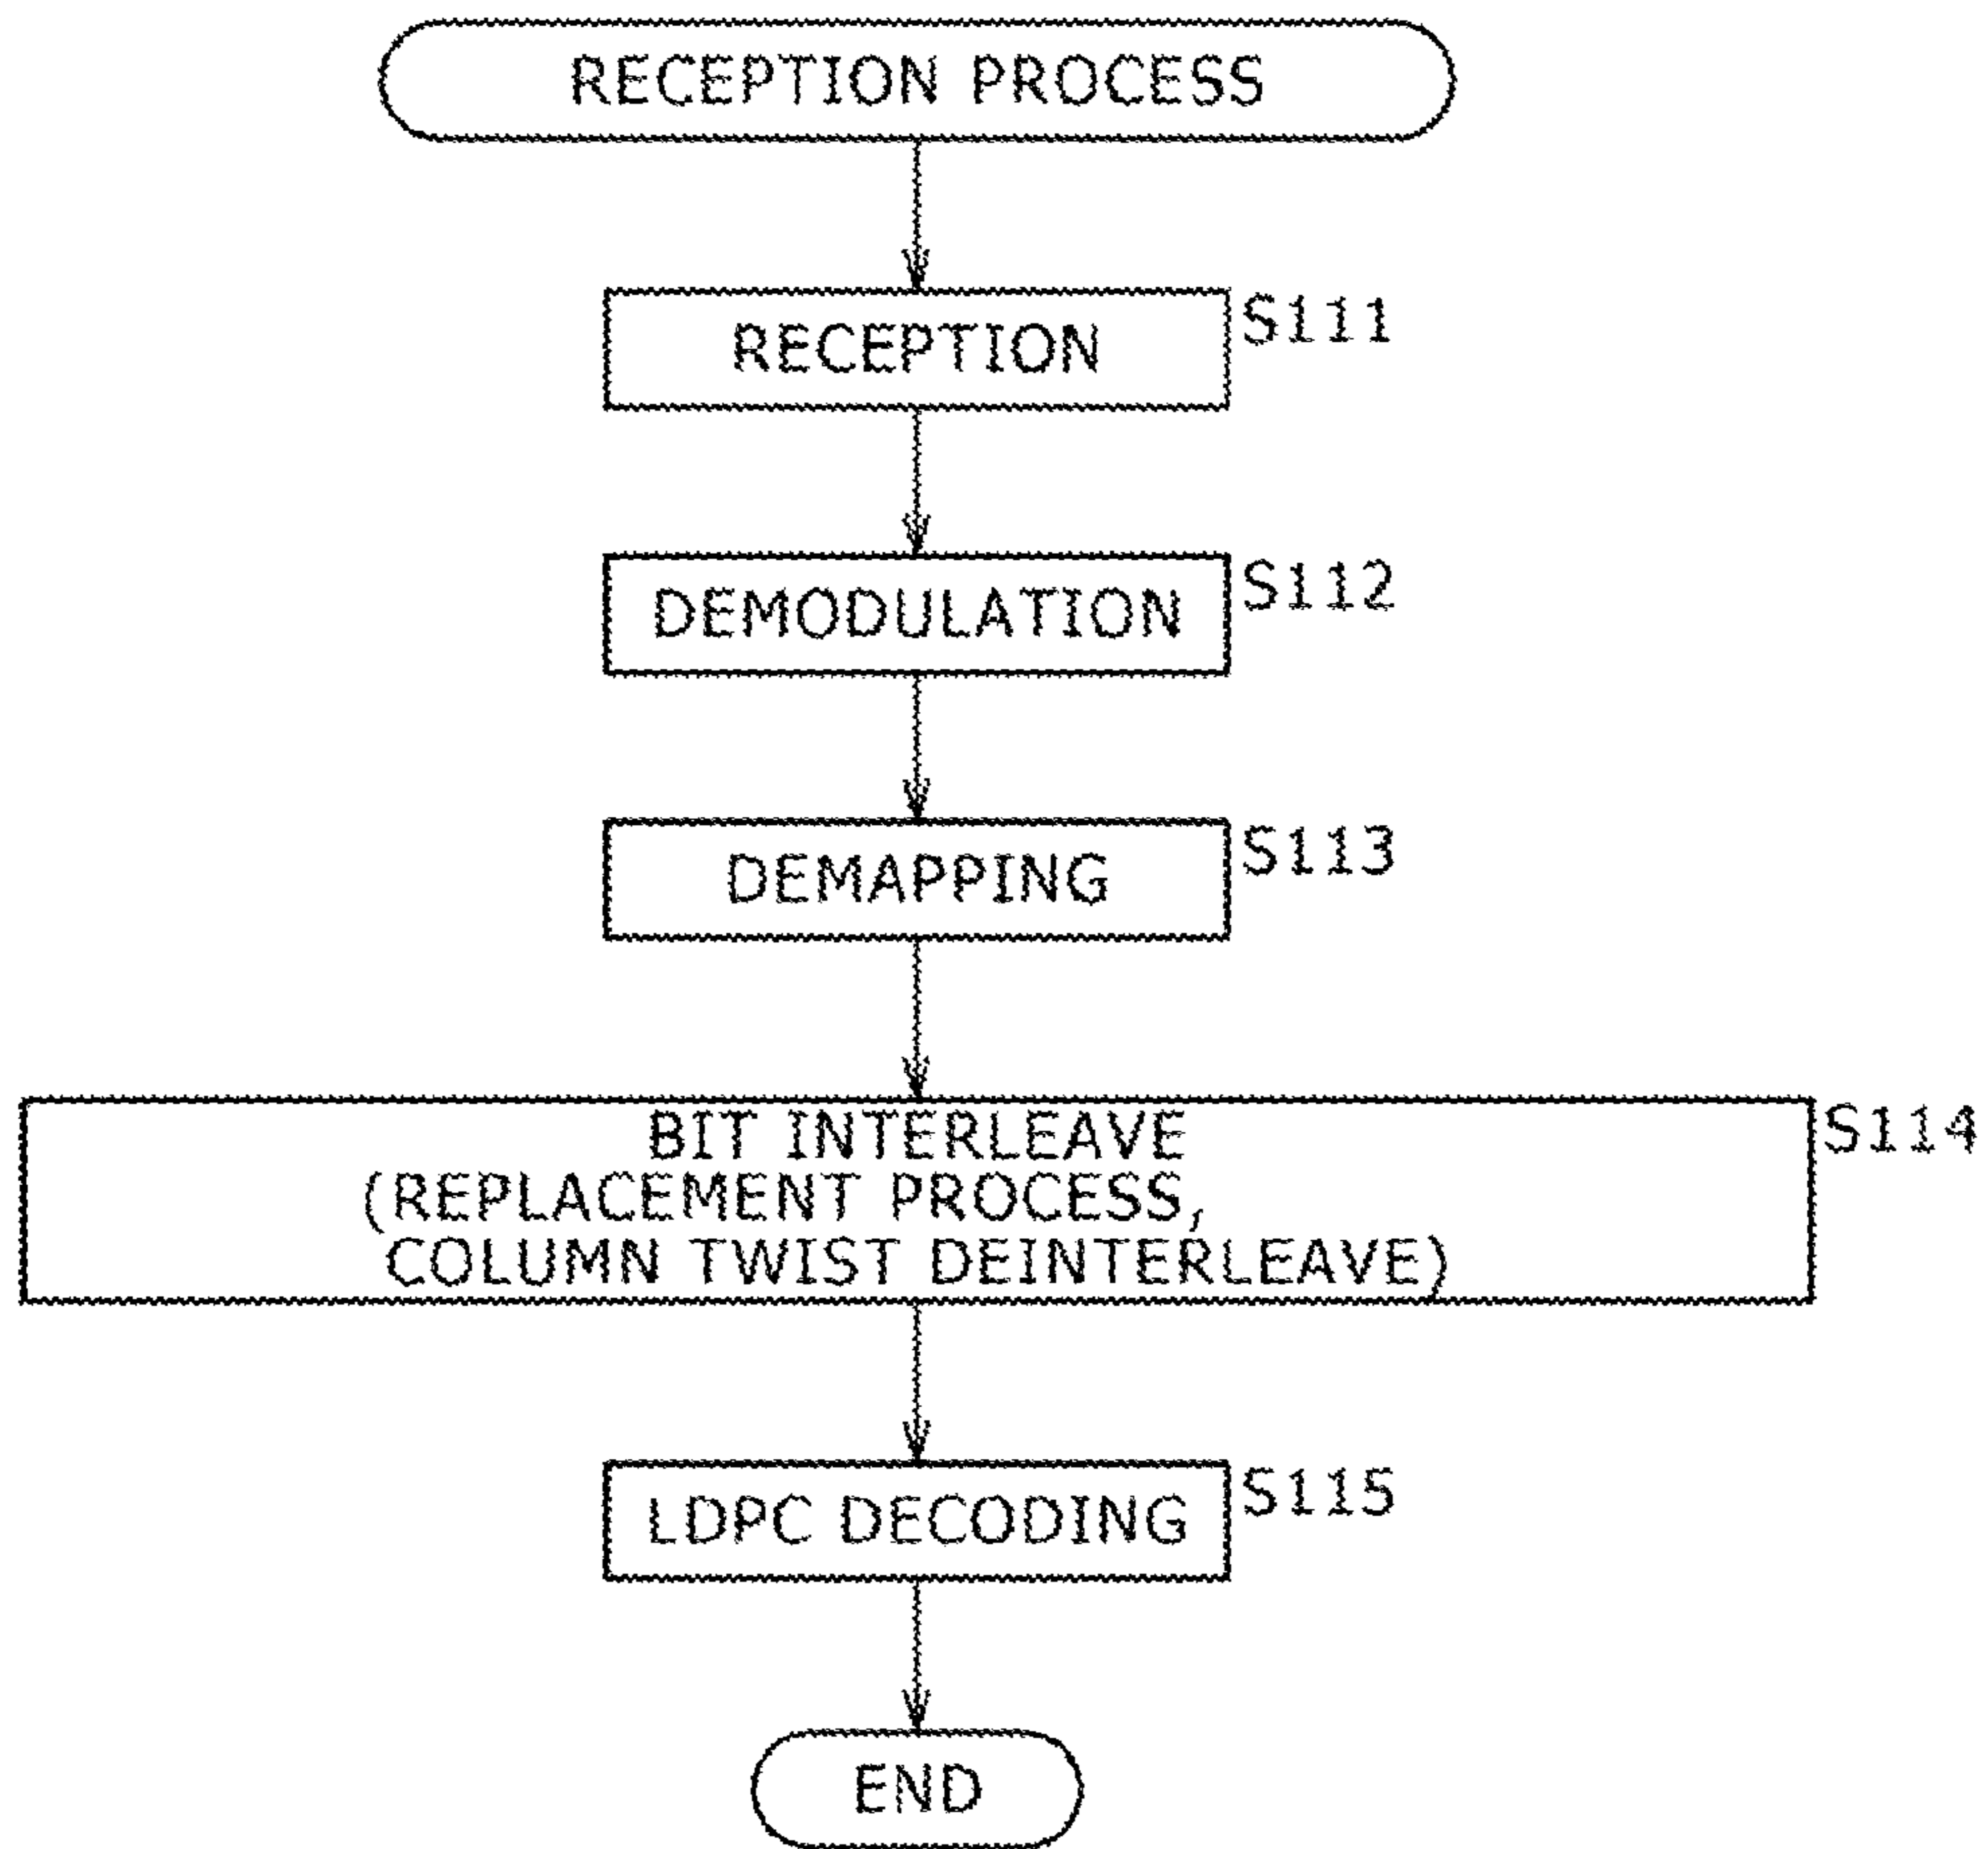 RECEPTION PROCESS
RECEPTION
S111
DEMODULATION
S112
DEMAPPING
S113
BIT INTERLEAVE
(REPLACEMENT PROCESS,
COLUMN TWIST DEINTERLEAVE)
S114
LDPC DECODING
S115
END